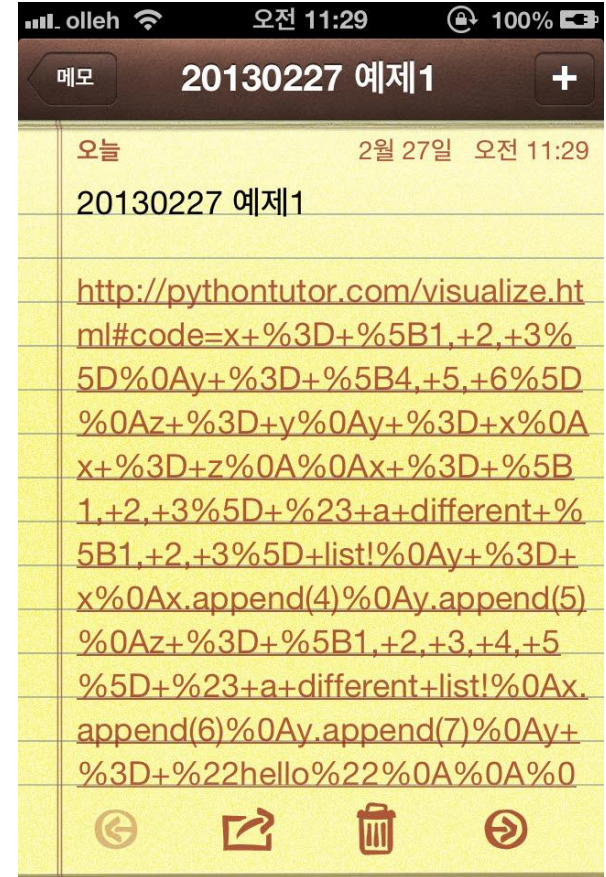 olleh 오전 11:29 100%
메모 20130227 예제1 +
오늘 2월 27일 오전 11:29
20130227 예제1
http://pythontutor.com/visualize.ht
ml#code=x+%3D+%5B1,+2,+3%
5D%0Ay+%3D+%5B4,+5,+6%5D
%0Az+%3D+y%0Ay+%3D+x%0A
x+%3D+z%0A%0Ax+%3D+%5B
1,+2,+3%5D+%23+a+different+%
5B1,+2,+3%5D+list!%0Ay+%3D+
x%0Ax.append(4)%0Ay.append(5)
%0Az+%3D+%5B1,+2,+3,+4,+5
%5D+%23+a+different+list!%0Ax.
append(6)%0Ay.append(7)%0Ay+
%3D+%22hello%22%0A%0A%0